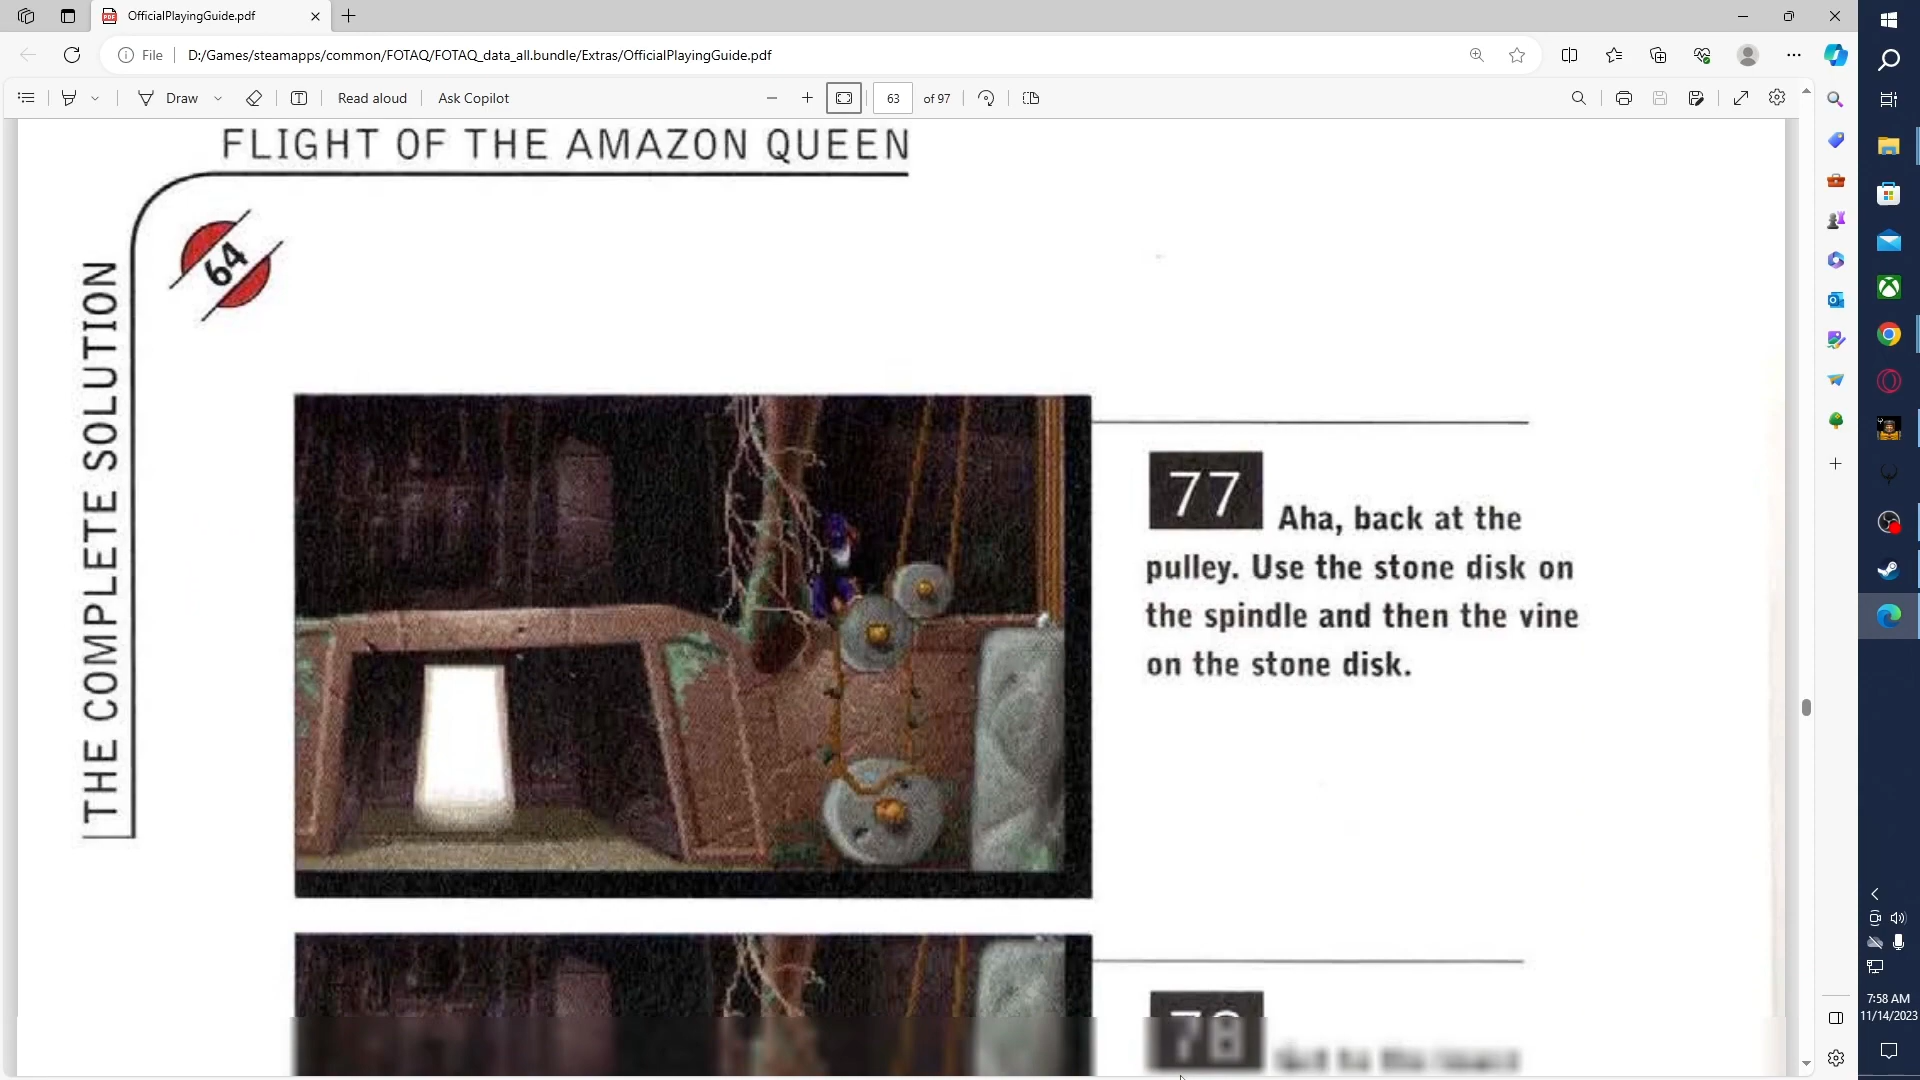 OfficialPlayingGuide.pdf
File
D:/Games/steamapps/common/FOTAQ/FOTAQ_data_all.bundle/Extras/OfficialPlayingGuide.pdf
Draw
Read aloud
Ask Copilot
63
of 97
FLIGHT OF THE AMAZON QUEEN
64
THE COMPLETE SOLUTION
77 Aha, back at the
pulley. Use the stone disk on
the spindle and then the vine
on the stone disk.
78
7:58 AM
11/14/2023